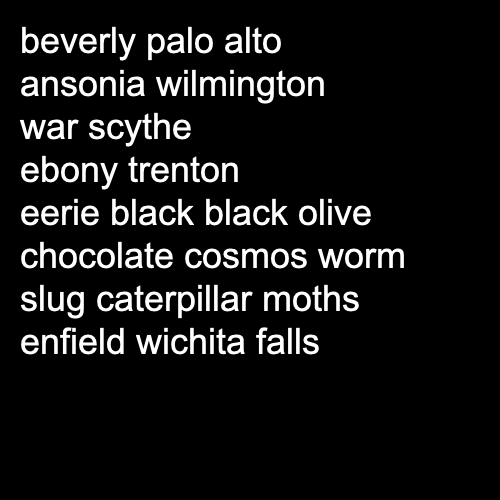 beverly palo alto
ansonia wilmington
war scythe
ebony trenton
eerie black black olive
chocolate cosmos worm
slug caterpillar moths
enfield wichita falls